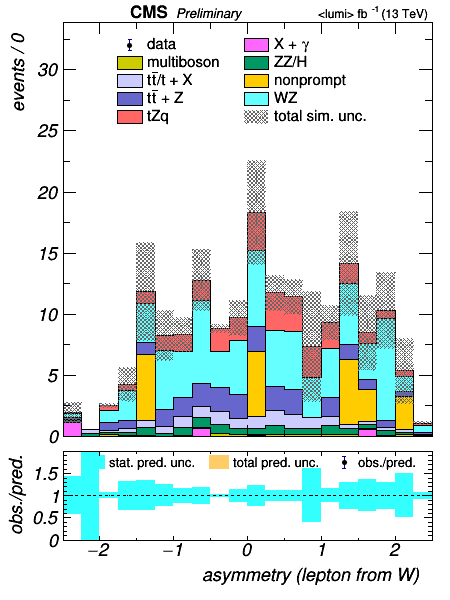 CMS Preliminary <lumi> fb⁻¹ (13 TeV)
events / 0
data
multiboson
tt̅/t + X
tt̅ + Z
tZq
X + γ
ZZ/H
nonprompt
WZ
total sim. unc.
30
25
20
15
10
5
0
obs./pred.
stat. pred. unc. total pred. unc. obs./pred.
1.5
1
0.5
0
−2 −1 0 1 2
asymmetry (lepton from W)